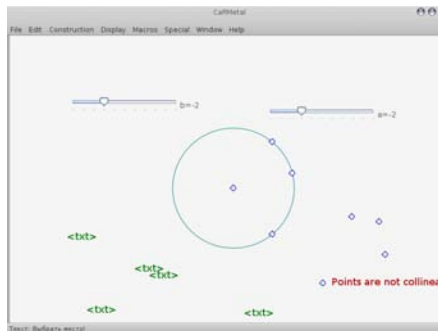 CaRMetal
File Edit Construction Display Macros Special Window Help
b=-2
a=-2
<txt>
<txt>
<txt>
Points are not collinea
<txt>
<txt>
Текст: Выбрать место!